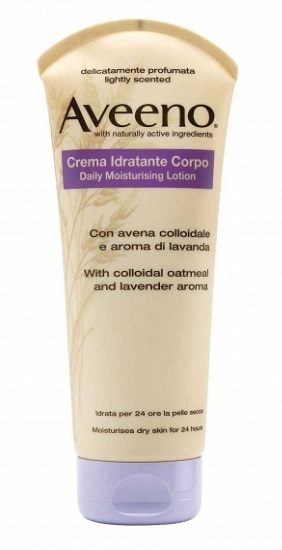 delicatamente profumata
lightly scented
Aveeno®
with naturally active ingredients
Crema Idratante Corpo
Daily Moisturising Lotion
Con avena colloidale
e aroma di lavanda
With colloidal oatmeal
and lavender aroma
Idrata per 24 ore la pelle secca
Moisturises dry skin for 24 hours